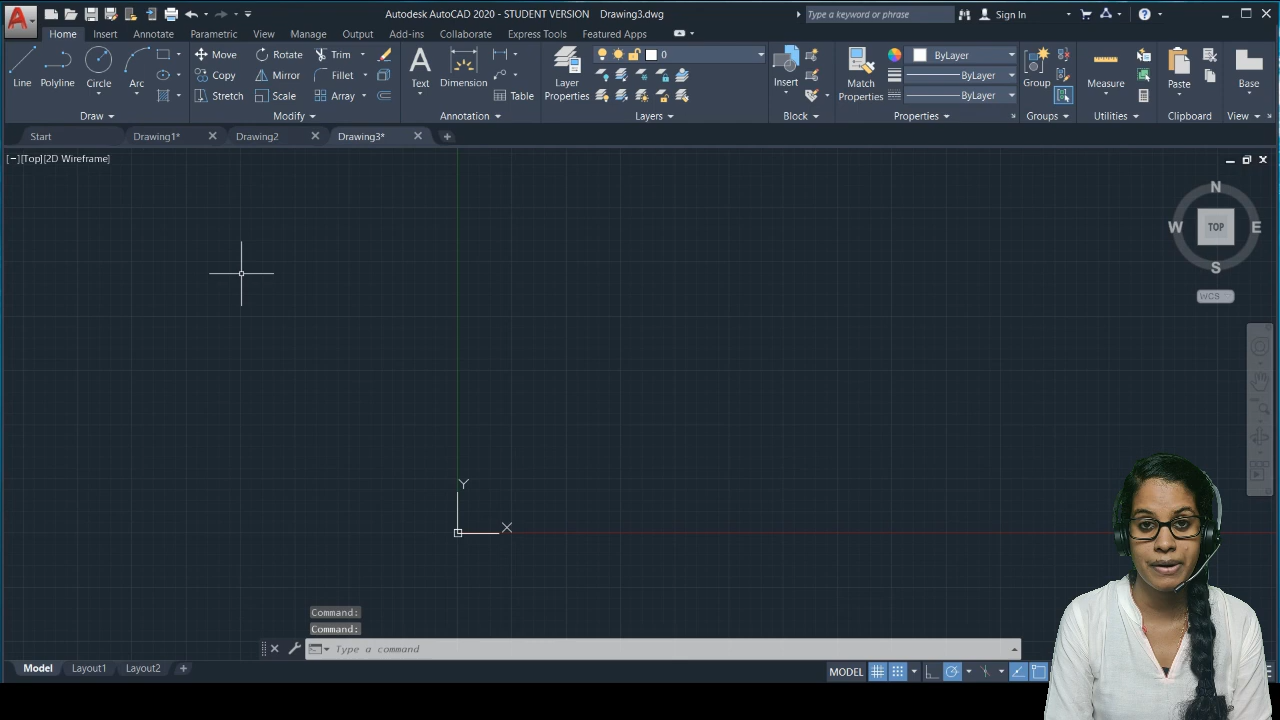 Autodesk AutoCAD 2020 - STUDENT VERSION Drawing3.dwg
Type a keyword or phrase
Sign In
Home Insert Annotate Parametric View Manage Output Add-ins Collaborate Express Tools Featured Apps
Line Polyline Circle Arc
Move Rotate Trim
Copy Mirror Fillet
Stretch Scale Array
Text Dimension
Table
Layer
Properties
0
Insert
Match
Properties
ByLayer
ByLayer
ByLayer
Group
Measure
Paste
Base
Draw Modify Annotation Layers Block Properties Groups Utilities Clipboard View
Start Drawing1* Drawing2 Drawing3*
[−][Top][2D Wireframe]
N
W TOP E
S
WCS
Y
X
Command:
Command:
Type a command
Model Layout1 Layout2
MODEL